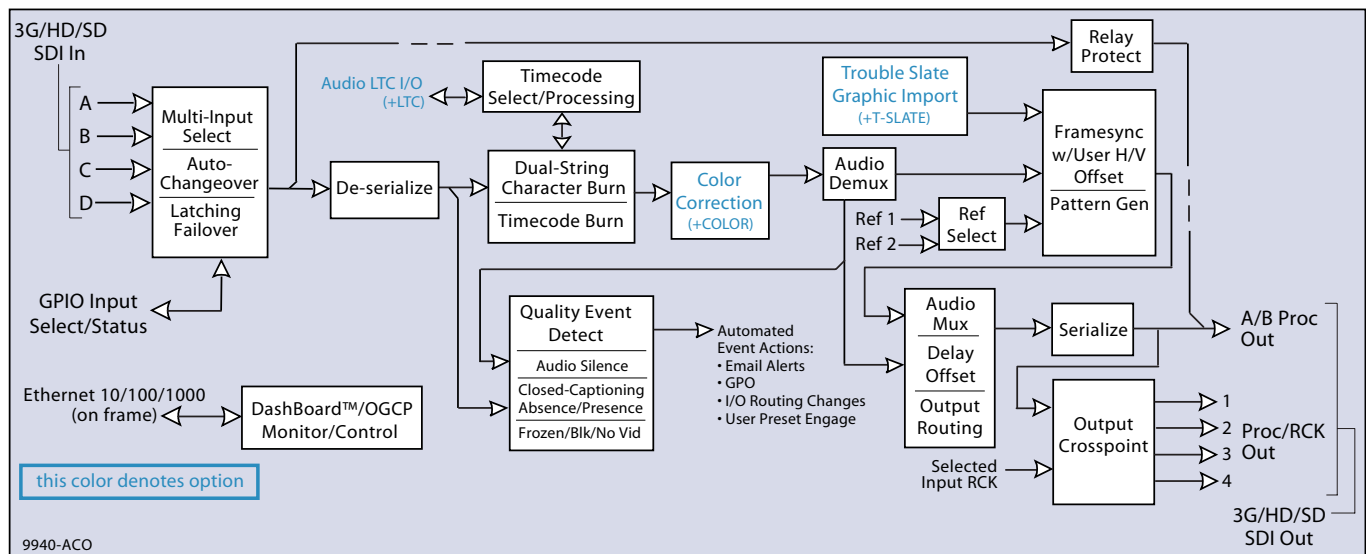 3G/HD/SD
SDI In
A
B
C
D
Multi-Input
Select
Auto-
Changeover
Latching
Failover
GPIO Input
Select/Status
De-serialize
Audio LTC I/O
(+LTC)
Timecode
Select/Processing
Dual-String
Character Burn
Timecode Burn
Color
Correction
(+COLOR)
Trouble Slate
Graphic Import
(+T-SLATE)
Audio
Demux
Ref 1
Ref 2
Ref
Select
Relay
Protect
Framesync
w/User H/V
Offset
Pattern Gen
Quality Event
Detect
Audio Silence
Closed-Captioning
Absence/Presence
Frozen/Blk/No Vid
Automated
Event Actions:
• Email Alerts
• GPO
• I/O Routing Changes
• User Preset Engage
Audio
Mux
Delay
Offset
Output
Routing
Serialize
A/B Proc
Out
Selected
Input RCK
Output
Crosspoint
1
2
3
4
Proc/RCK
Out
3G/HD/SD
SDI Out
Ethernet 10/100/1000
(on frame)
DashBoard™/OGCP
Monitor/Control
this color denotes option
9940-ACO